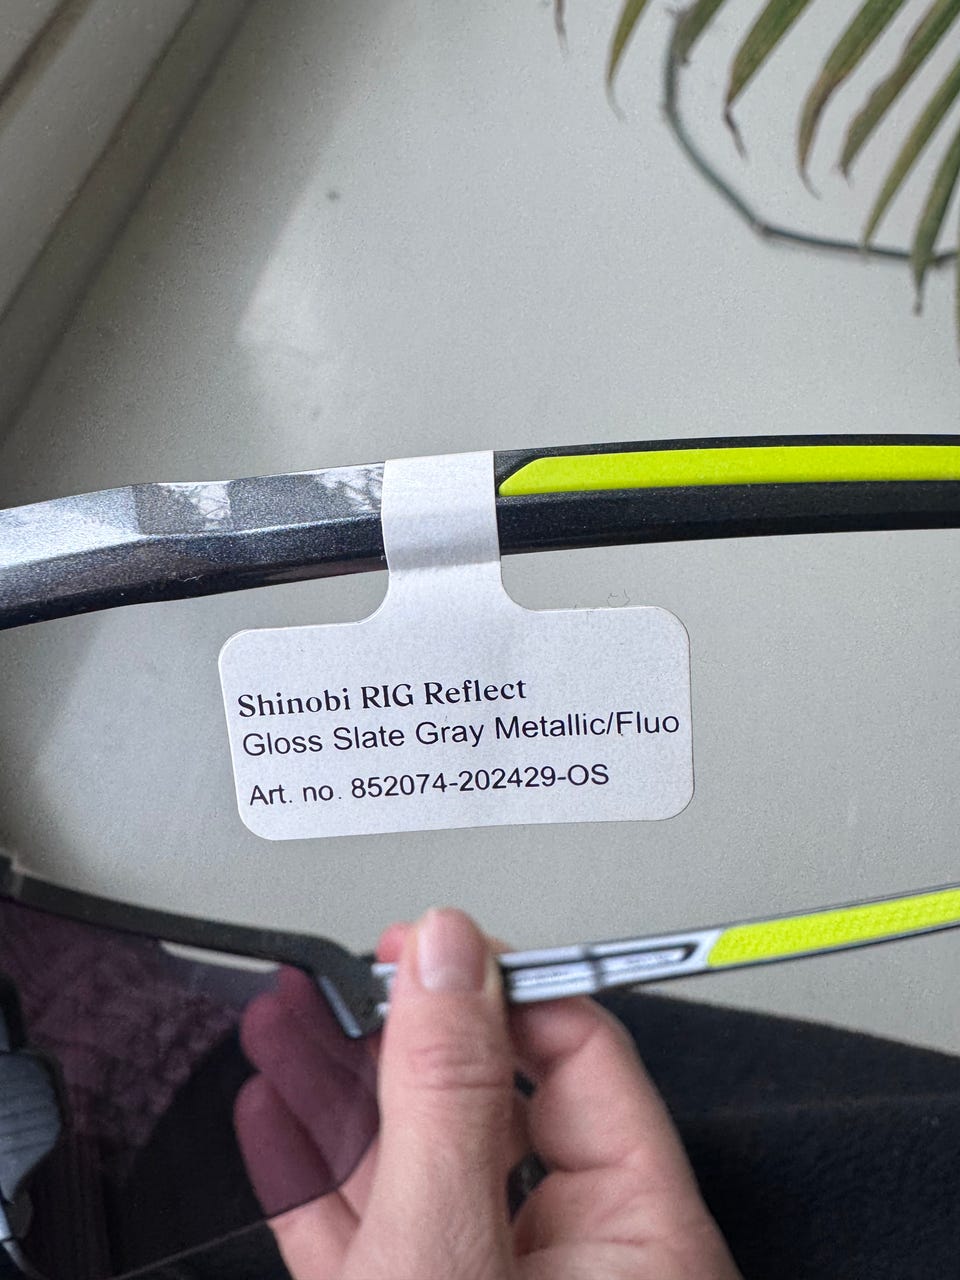 Shinobi RIG Reflect
Gloss Slate Gray Metallic/Fluo
Art. no. 852074-202429-OS